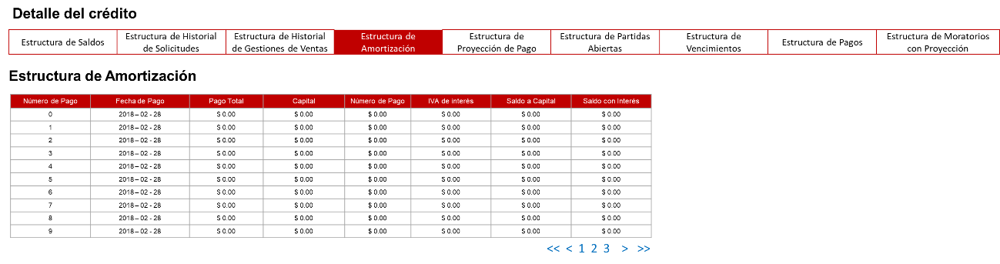 Detalle del crédito
Estructura de Saldos
Estructura de Historial
de Solicitudes
Estructura de Historial
de Gestiones de Ventas
Estructura de
Amortización
Estructura de
Proyección de Pago
Estructura de Partidas
Abiertas
Estructura de
Vencimientos
Estructura de Pagos
Estructura de Moratorios
con Proyección
Estructura de Amortización
Número de Pago Fecha de Pago Pago Total Capital Número de Pago IVA de interés Saldo a Capital Saldo con Interés
0 2018 – 02 - 28 $ 0.00 $ 0.00 $ 0.00 $ 0.00 $ 0.00 $ 0.00
1 2018 – 02 - 28 $ 0.00 $ 0.00 $ 0.00 $ 0.00 $ 0.00 $ 0.00
2 2018 – 02 - 28 $ 0.00 $ 0.00 $ 0.00 $ 0.00 $ 0.00 $ 0.00
3 2018 – 02 - 28 $ 0.00 $ 0.00 $ 0.00 $ 0.00 $ 0.00 $ 0.00
4 2018 – 02 - 28 $ 0.00 $ 0.00 $ 0.00 $ 0.00 $ 0.00 $ 0.00
5 2018 – 02 - 28 $ 0.00 $ 0.00 $ 0.00 $ 0.00 $ 0.00 $ 0.00
6 2018 – 02 - 28 $ 0.00 $ 0.00 $ 0.00 $ 0.00 $ 0.00 $ 0.00
7 2018 – 02 - 28 $ 0.00 $ 0.00 $ 0.00 $ 0.00 $ 0.00 $ 0.00
8 2018 – 02 - 28 $ 0.00 $ 0.00 $ 0.00 $ 0.00 $ 0.00 $ 0.00
9 2018 – 02 - 28 $ 0.00 $ 0.00 $ 0.00 $ 0.00 $ 0.00 $ 0.00
<< < 1 2 3 > >>